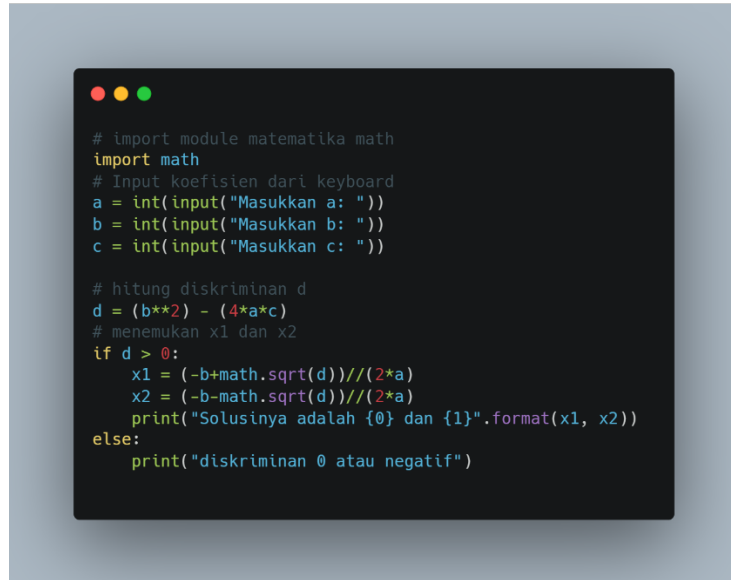 # import module matematika math
import math
# Input koefisien dari keyboard
a = int(input("Masukkan a: "))
b = int(input("Masukkan b: "))
c = int(input("Masukkan c: "))

# hitung diskriminan d
d = (b**2) - (4*a*c)
# menemukan x1 dan x2
if d > 0:
    x1 = (-b+math.sqrt(d))//(2*a)
    x2 = (-b-math.sqrt(d))//(2*a)
    print("Solusinya adalah {0} dan {1}".format(x1, x2))
else:
    print("diskriminan 0 atau negatif")